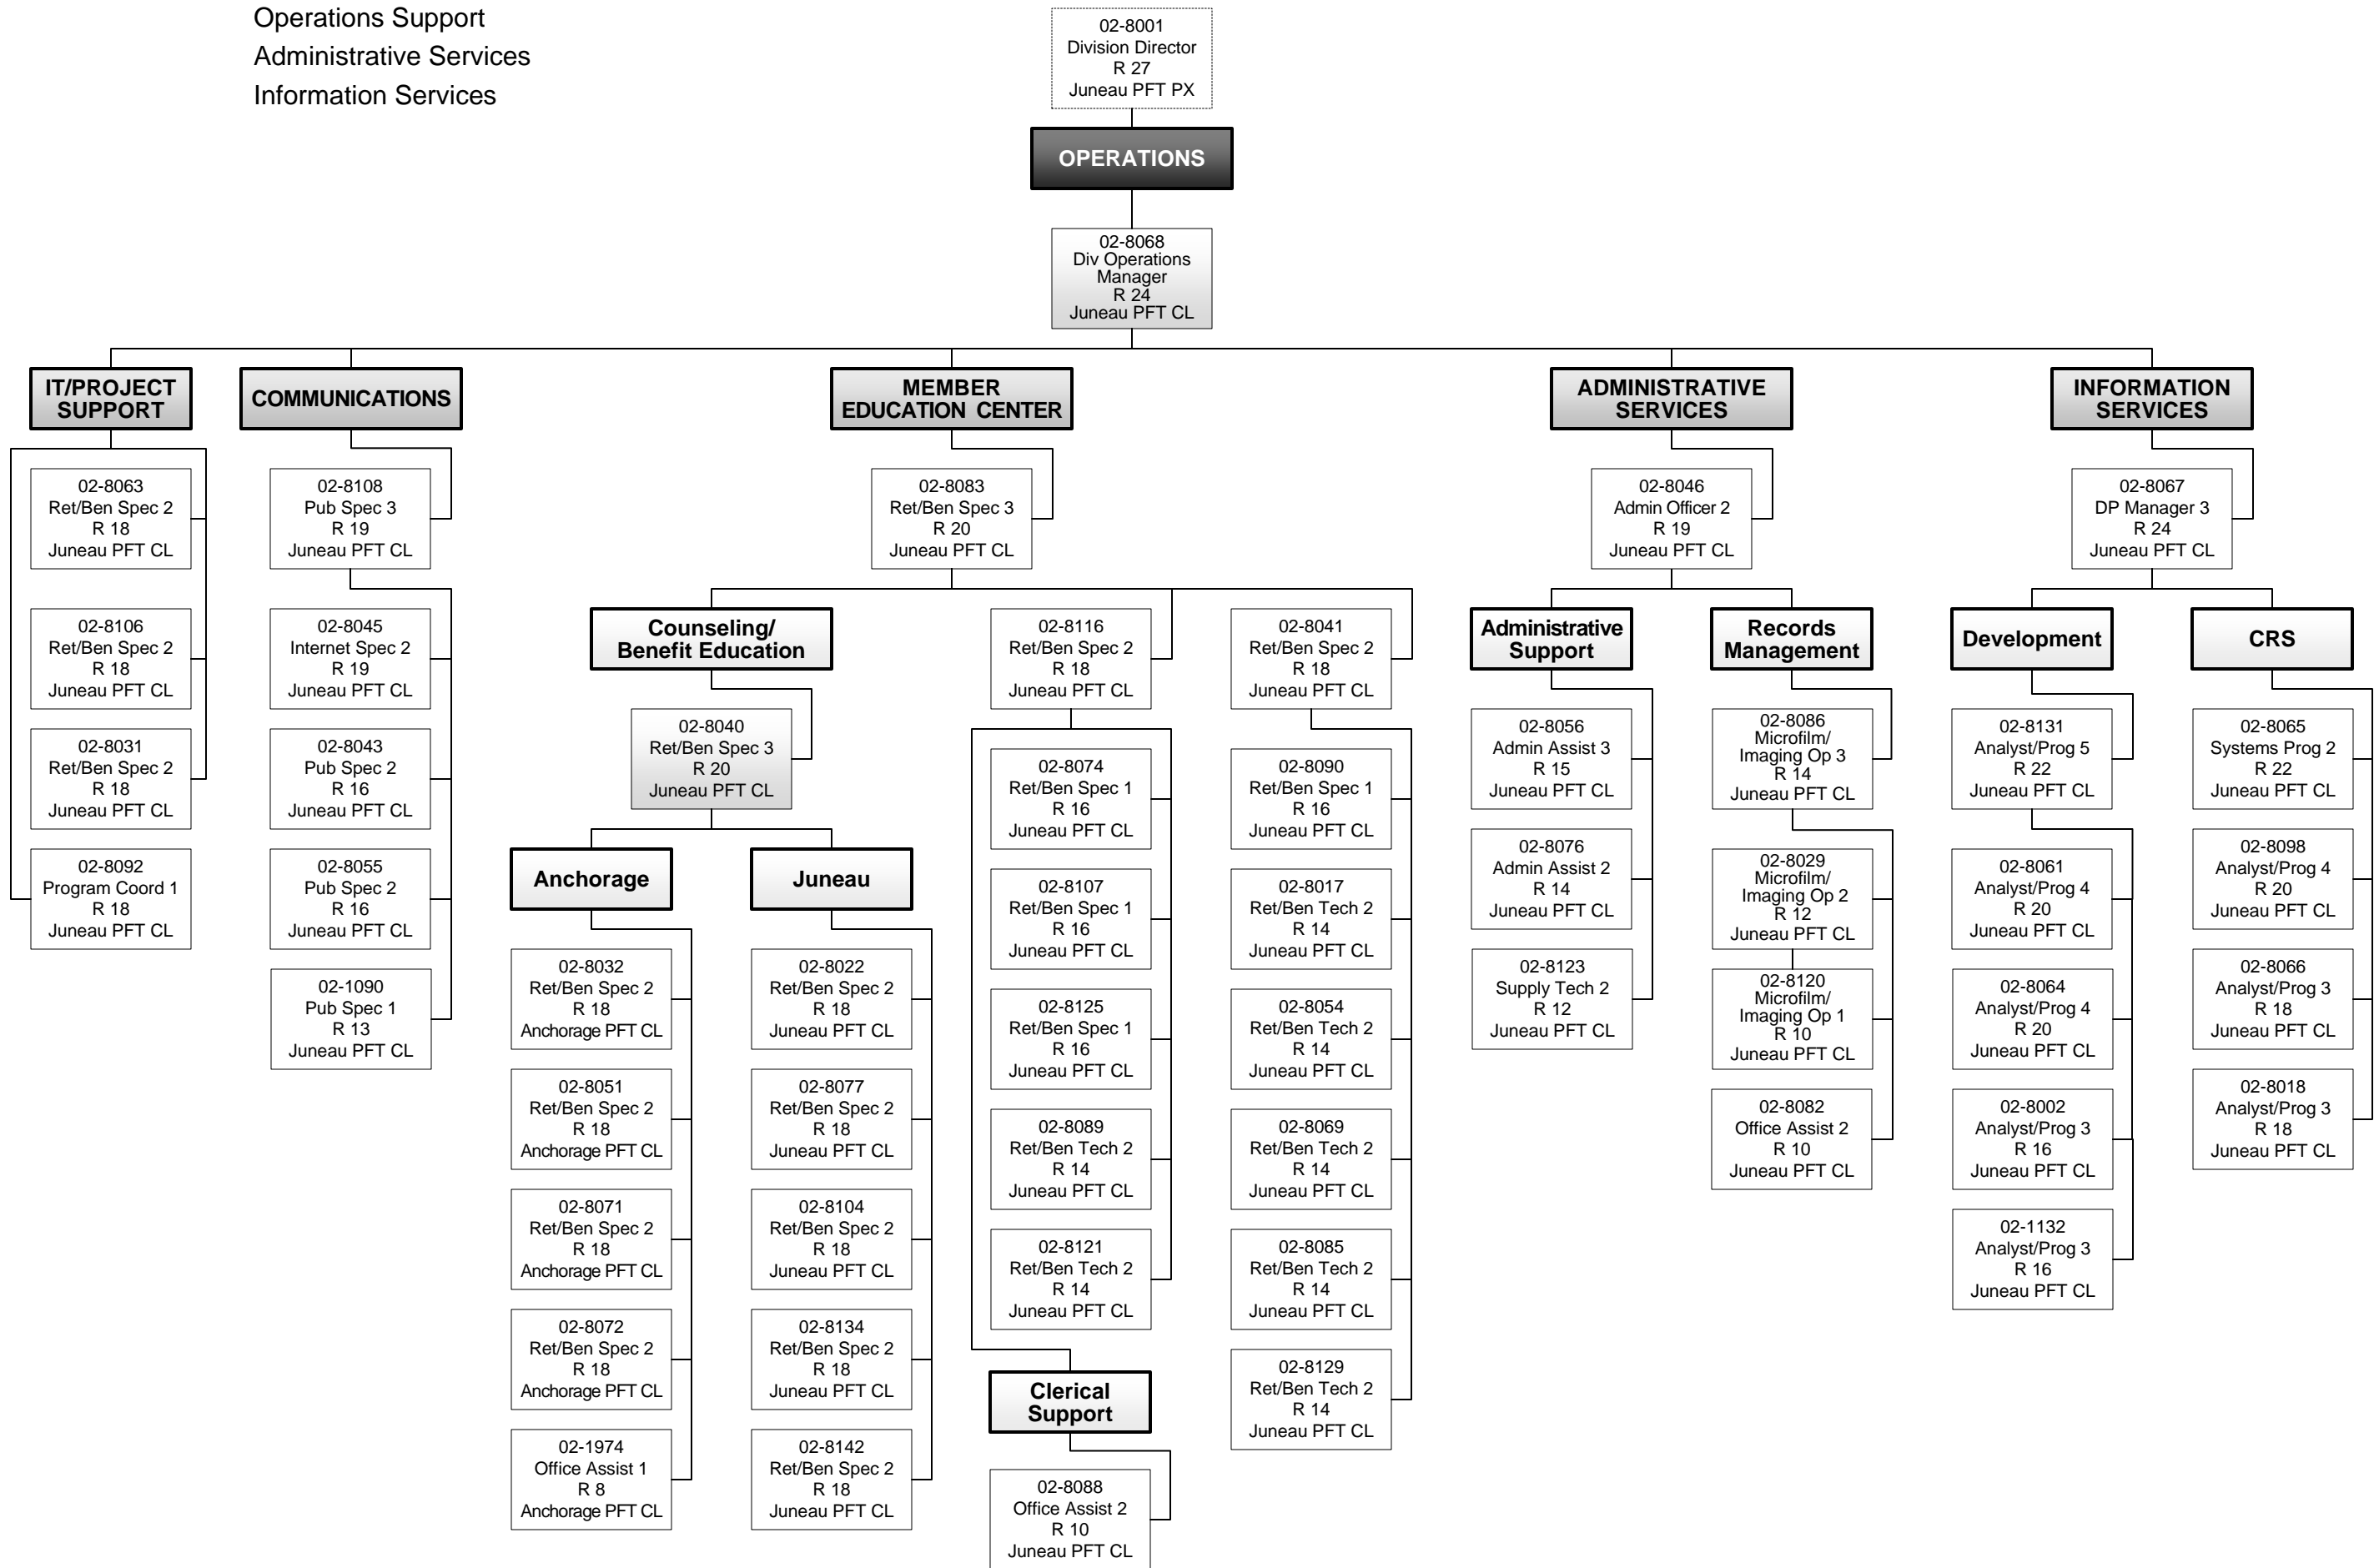 Operations Support
Administrative Services
Information Services
02-8001
Division Director
R 27
Juneau PFT PX
OPERATIONS
02-8068
Div Operations
Manager
R 24
Juneau PFT CL
IT/PROJECT
SUPPORT
02-8063
Ret/Ben Spec 2
R 18
Juneau PFT CL
02-8106
Ret/Ben Spec 2
R 18
Juneau PFT CL
02-8031
Ret/Ben Spec 2
R 18
Juneau PFT CL
02-8092
Program Coord 1
R 18
Juneau PFT CL
COMMUNICATIONS
02-8108
Pub Spec 3
R 19
Juneau PFT CL
02-8045
Internet Spec 2
R 19
Juneau PFT CL
02-8043
Pub Spec 2
R 16
Juneau PFT CL
02-8055
Pub Spec 2
R 16
Juneau PFT CL
02-1090
Pub Spec 1
R 13
Juneau PFT CL
MEMBER
EDUCATION CENTER
02-8083
Ret/Ben Spec 3
R 20
Juneau PFT CL
Counseling/
Benefit Education
02-8040
Ret/Ben Spec 3
R 20
Juneau PFT CL
Anchorage
02-8032
Ret/Ben Spec 2
R 18
Anchorage PFT CL
02-8051
Ret/Ben Spec 2
R 18
Anchorage PFT CL
02-8071
Ret/Ben Spec 2
R 18
Anchorage PFT CL
02-8072
Ret/Ben Spec 2
R 18
Anchorage PFT CL
02-1974
Office Assist 1
R 8
Anchorage PFT CL
Juneau
02-8022
Ret/Ben Spec 2
R 18
Juneau PFT CL
02-8077
Ret/Ben Spec 2
R 18
Juneau PFT CL
02-8104
Ret/Ben Spec 2
R 18
Juneau PFT CL
02-8134
Ret/Ben Spec 2
R 18
Juneau PFT CL
02-8142
Ret/Ben Spec 2
R 18
Juneau PFT CL
02-8116
Ret/Ben Spec 2
R 18
Juneau PFT CL
02-8074
Ret/Ben Spec 1
R 16
Juneau PFT CL
02-8107
Ret/Ben Spec 1
R 16
Juneau PFT CL
02-8125
Ret/Ben Spec 1
R 16
Juneau PFT CL
02-8089
Ret/Ben Tech 2
R 14
Juneau PFT CL
02-8121
Ret/Ben Tech 2
R 14
Juneau PFT CL
Clerical
Support
02-8088
Office Assist 2
R 10
Juneau PFT CL
02-8041
Ret/Ben Spec 2
R 18
Juneau PFT CL
02-8090
Ret/Ben Spec 1
R 16
Juneau PFT CL
02-8017
Ret/Ben Tech 2
R 14
Juneau PFT CL
02-8054
Ret/Ben Tech 2
R 14
Juneau PFT CL
02-8069
Ret/Ben Tech 2
R 14
Juneau PFT CL
02-8085
Ret/Ben Tech 2
R 14
Juneau PFT CL
02-8129
Ret/Ben Tech 2
R 14
Juneau PFT CL
ADMINISTRATIVE
SERVICES
02-8046
Admin Officer 2
R 19
Juneau PFT CL
Administrative
Support
02-8056
Admin Assist 3
R 15
Juneau PFT CL
02-8076
Admin Assist 2
R 14
Juneau PFT CL
02-8123
Supply Tech 2
R 12
Juneau PFT CL
Records
Management
02-8086
Microfilm/
Imaging Op 3
R 14
Juneau PFT CL
02-8029
Microfilm/
Imaging Op 2
R 12
Juneau PFT CL
02-8120
Microfilm/
Imaging Op 1
R 10
Juneau PFT CL
02-8082
Office Assist 2
R 10
Juneau PFT CL
INFORMATION
SERVICES
02-8067
DP Manager 3
R 24
Juneau PFT CL
Development
02-8131
Analyst/Prog 5
R 22
Juneau PFT CL
02-8061
Analyst/Prog 4
R 20
Juneau PFT CL
02-8064
Analyst/Prog 4
R 20
Juneau PFT CL
02-8002
Analyst/Prog 3
R 16
Juneau PFT CL
02-1132
Analyst/Prog 3
R 16
Juneau PFT CL
CRS
02-8065
Systems Prog 2
R 22
Juneau PFT CL
02-8098
Analyst/Prog 4
R 20
Juneau PFT CL
02-8066
Analyst/Prog 3
R 18
Juneau PFT CL
02-8018
Analyst/Prog 3
R 18
Juneau PFT CL